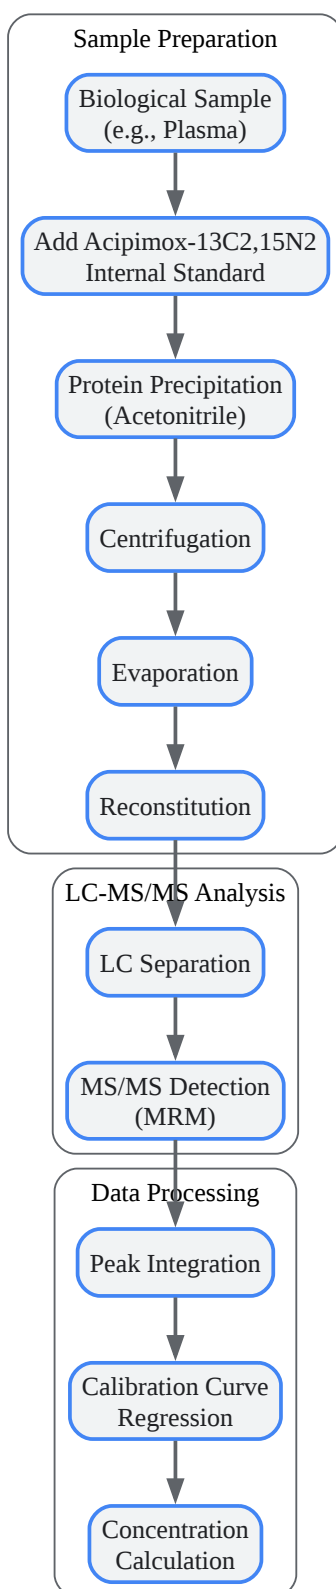 Sample Preparation
Biological Sample
(e.g., Plasma)
Add Acipimox-13C2,15N2
Internal Standard
Protein Precipitation
(Acetonitrile)
Centrifugation
Evaporation
Reconstitution
LC-MS/MS Analysis
LC Separation
MS/MS Detection
(MRM)
Data Processing
Peak Integration
Calibration Curve
Regression
Concentration
Calculation